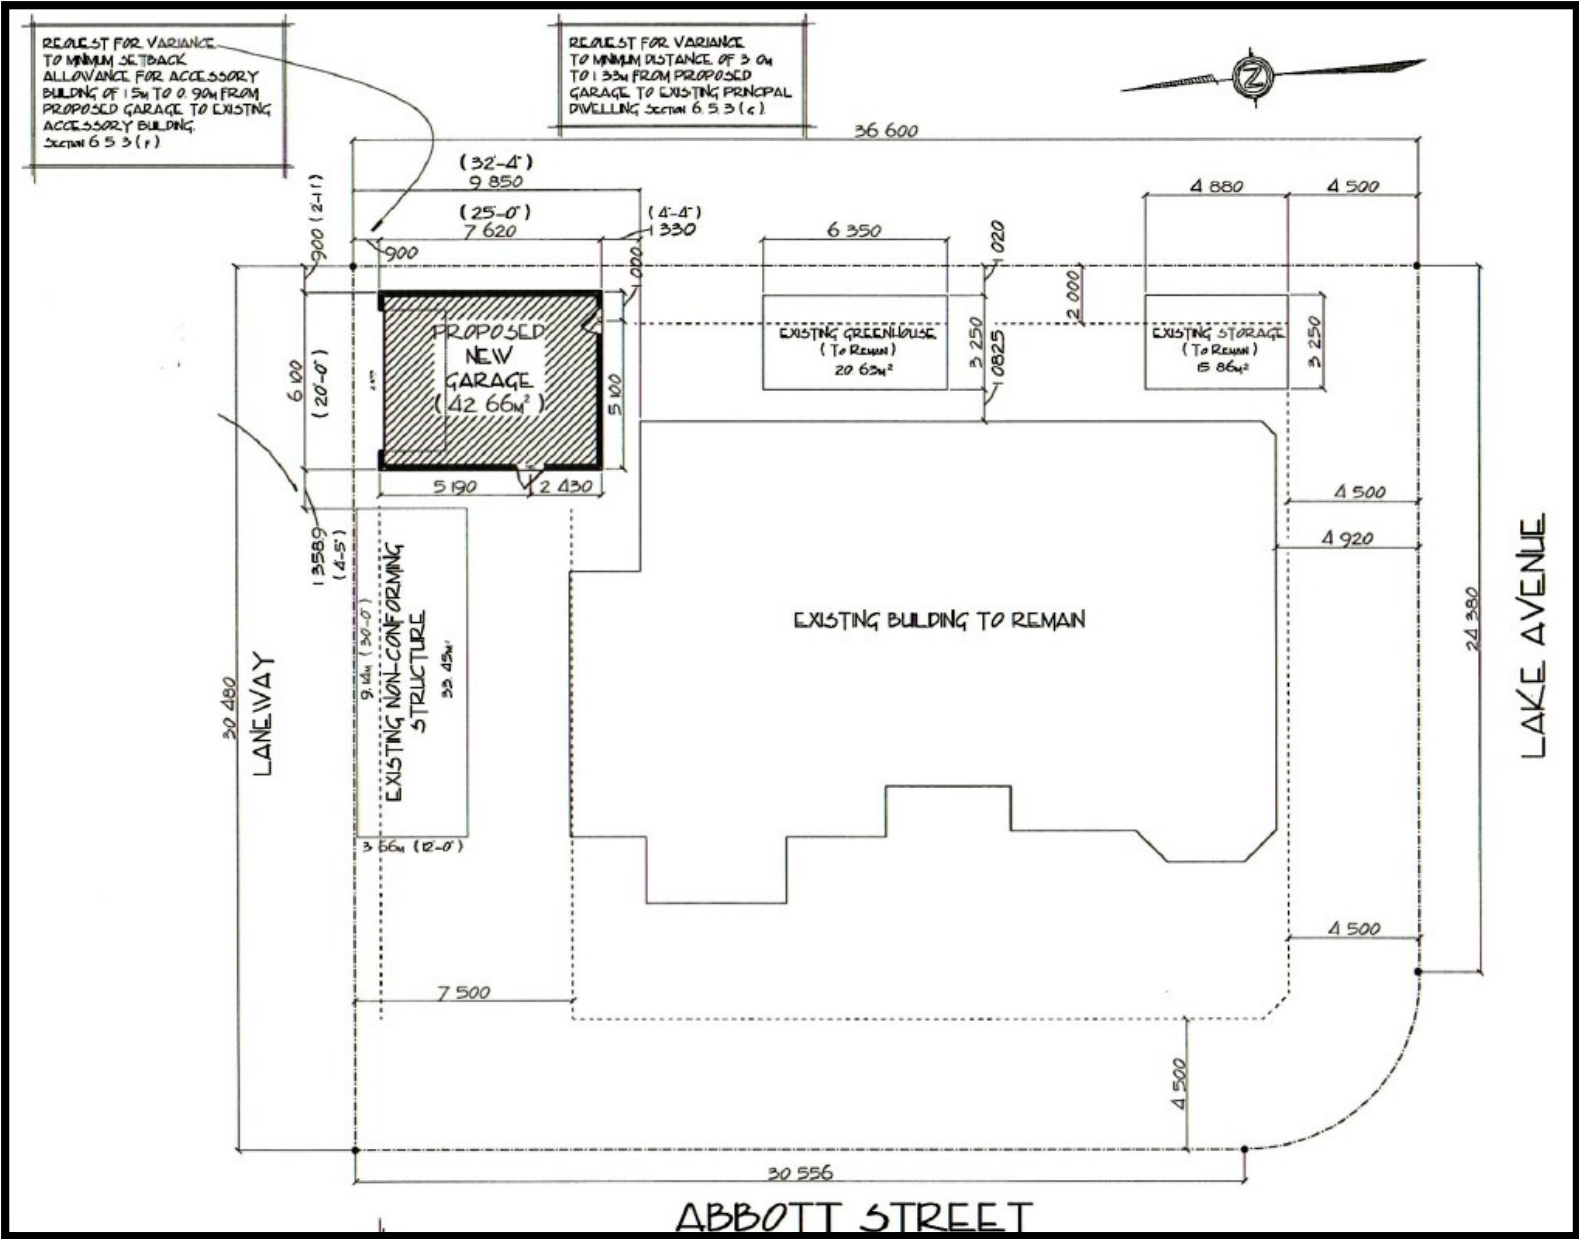 REQUEST FOR VARIANCE
TO MINIMUM SETBACK
ALLOWANCE FOR ACCESSORY
BUILDING OF 1.5M TO 0.90M FROM
PROPOSED GARAGE TO EXISTING
ACCESSORY BUILDING.
SECTION 6.5.3 (F)
REQUEST FOR VARIANCE
TO MINIMUM DISTANCE OF 3.0M
TO 1.33M FROM PROPOSED
GARAGE TO EXISTING PRINCIPAL
DWELLING SECTION 6.5.3 (G).
N
36 600
(32'-4")
9 850
4 880
4 500
(25'-0")
7 620
(4'-4")
1 330
6 350
900 (2'-11")
900
1 000
1 020
2 000
PROPOSED
NEW
GARAGE
(42.66M²)
6 100
(20'-0")
5 100
5 190
2 430
EXISTING GREENHOUSE
(TO REMAIN)
20.63M²
3 250
1 0825
EXISTING STORAGE
(TO REMAIN)
15.86M²
3 250
4 500
4 920
1 358.9
(4'-5")
9.14M (30'-0")
EXISTING NON-CONFORMING
STRUCTURE
33.45M²
3.66M (12'-0")
EXISTING BUILDING TO REMAIN
30 480
LANEWAY
24 380
LAKE AVENUE
4 500
7 500
4 500
30 556
ABBOTT STREET